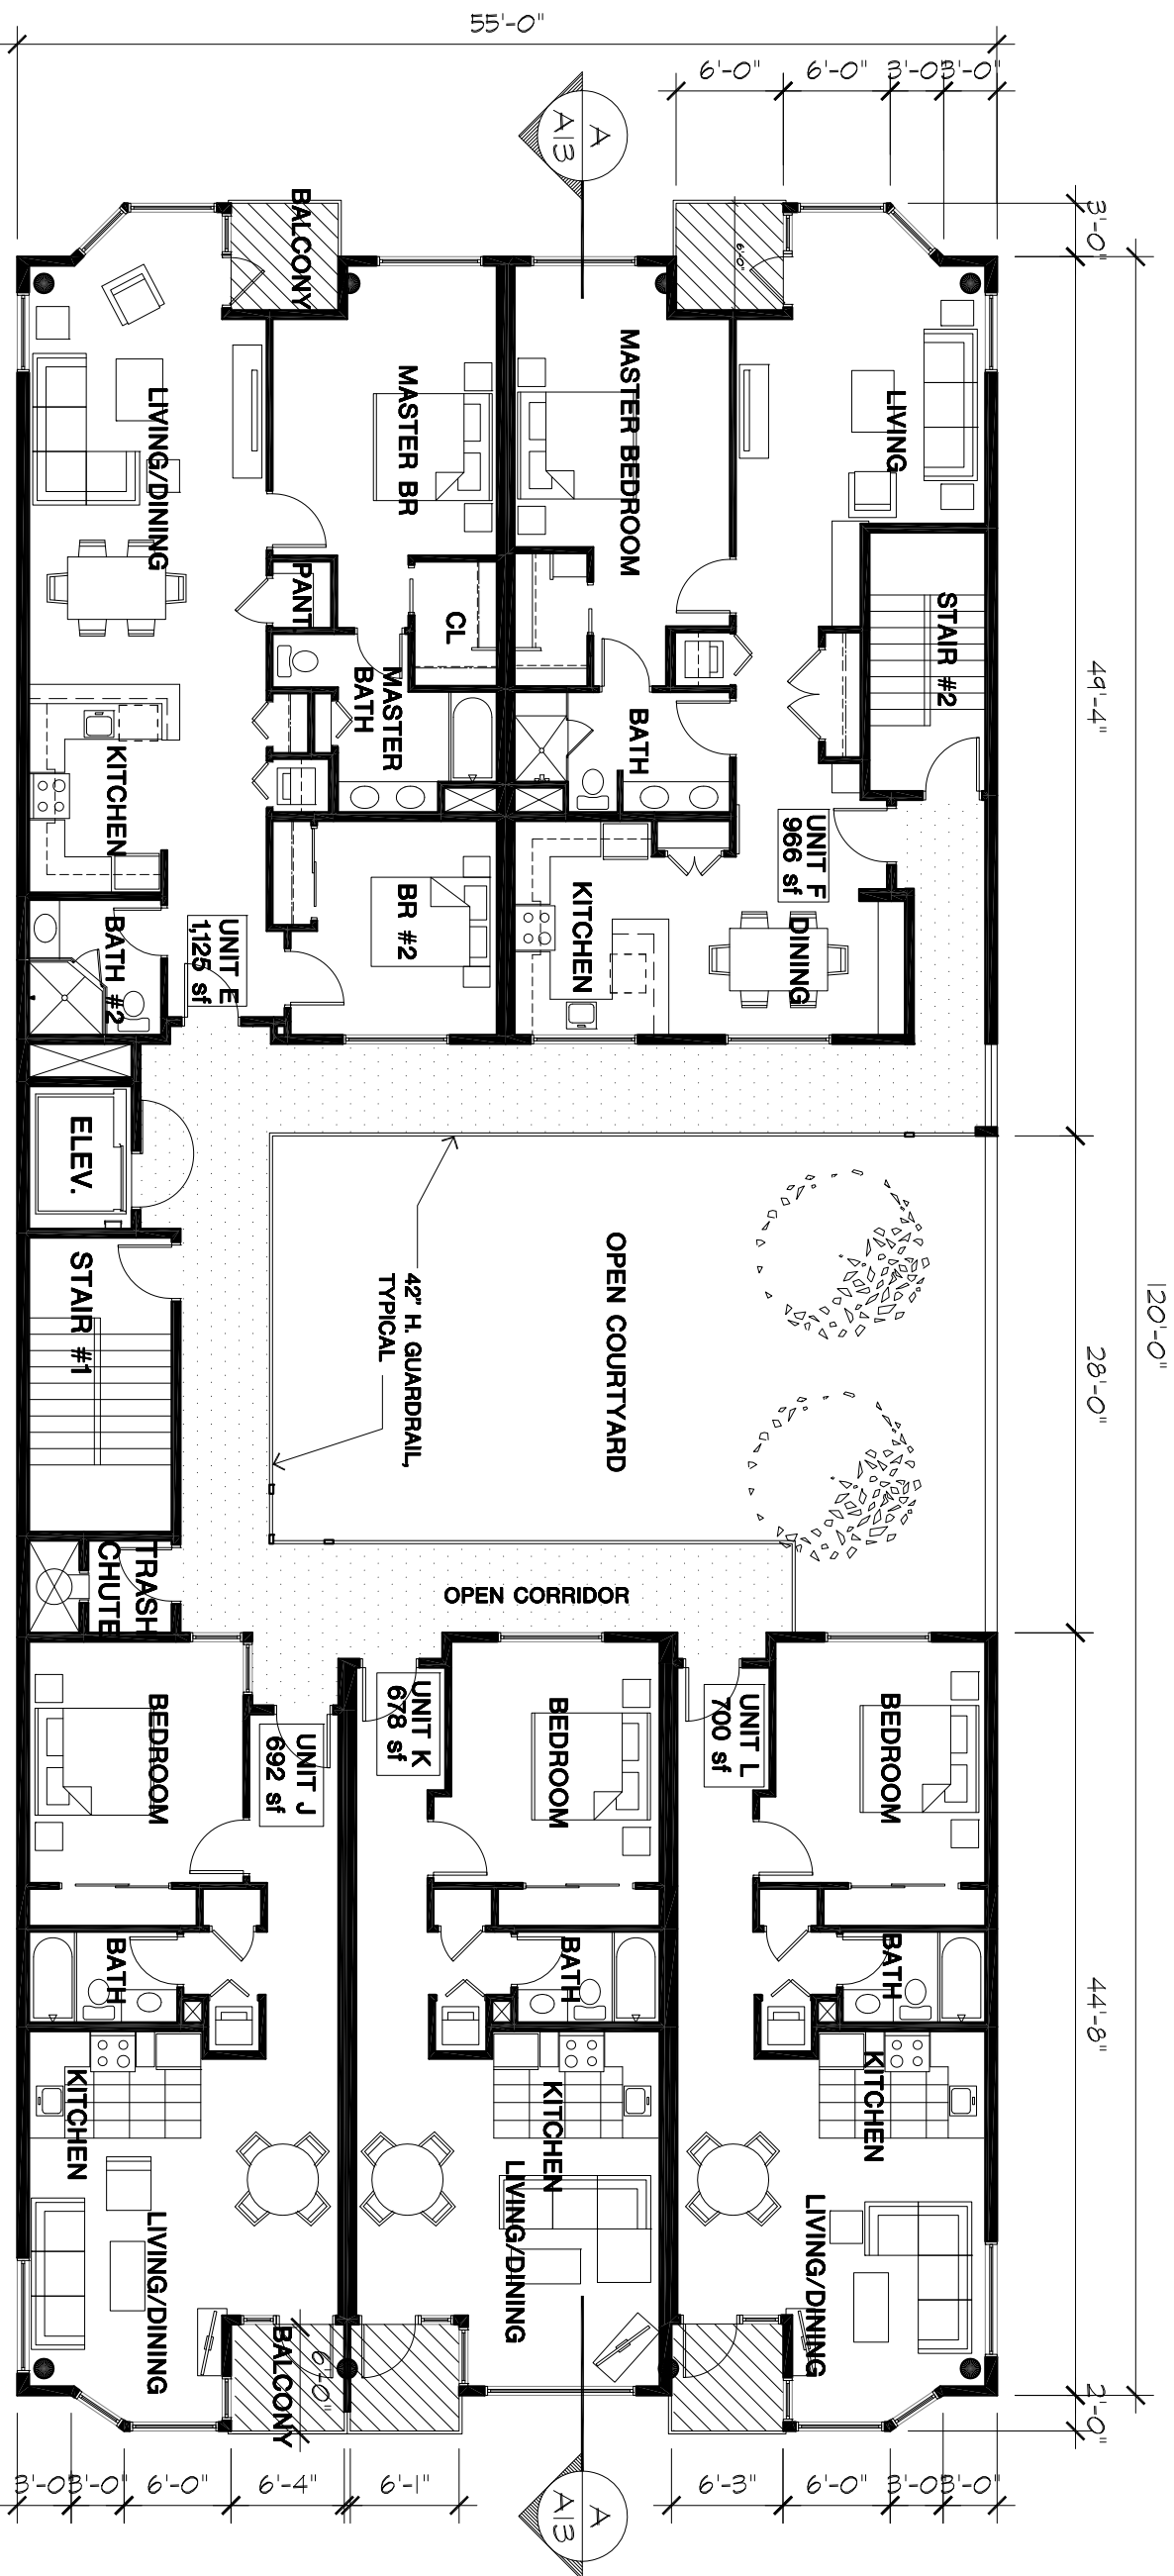 55'-0"
6'-0"
6'-0"
3'-0"
3'-0"
A
A13
3'-0"
120'-0"
49'-4"
28'-0"
44'-8"
2'-0"
BALCONY
6'-0"
LIVING/DINING
MASTER BR
MASTER BEDROOM
LIVING
STAIR #2
PANT
CL
MASTER
BATH
BATH
KITCHEN
UNIT F
966 sf
BR #2
KITCHEN
DINING
BATH #2
UNIT E
1,125 sf
ELEV.
STAIR #1
42" H. GUARDRAIL,
TYPICAL
OPEN COURTYARD
TRASH
CHUTE
OPEN CORRIDOR
BEDROOM
UNIT J
692 sf
UNIT K
678 sf
BEDROOM
UNIT L
700 sf
BEDROOM
BATH
BATH
BATH
KITCHEN
KITCHEN
KITCHEN
LIVING/DINING
LIVING/DINING
LIVING/DINING
BALCONY
6'-0"
3'-0"
3'-0"
6'-0"
6'-4"
6'-1"
6'-3"
6'-0"
3'-0"
3'-0"
A
A13